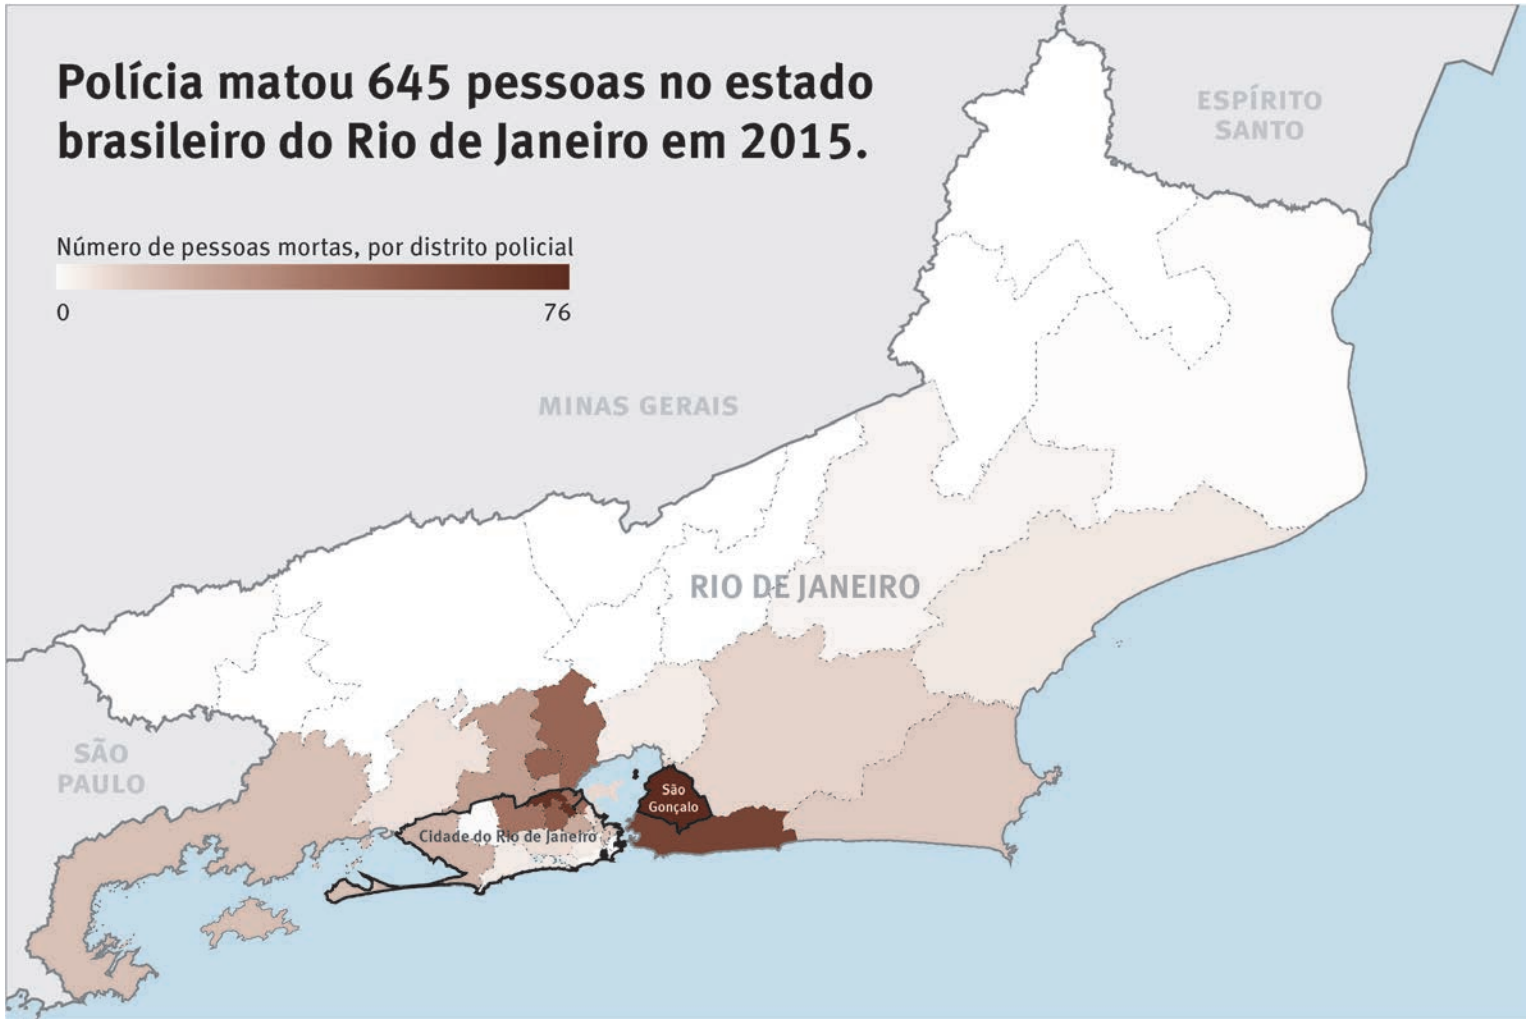 Polícia matou 645 pessoas no estado
brasileiro do Rio de Janeiro em 2015.
Número de pessoas mortas, por distrito policial
0 76
ESPÍRITO
SANTO
MINAS GERAIS
RIO DE JANEIRO
SÃO
PAULO
São
Gonçalo
Cidade do Rio de Janeiro